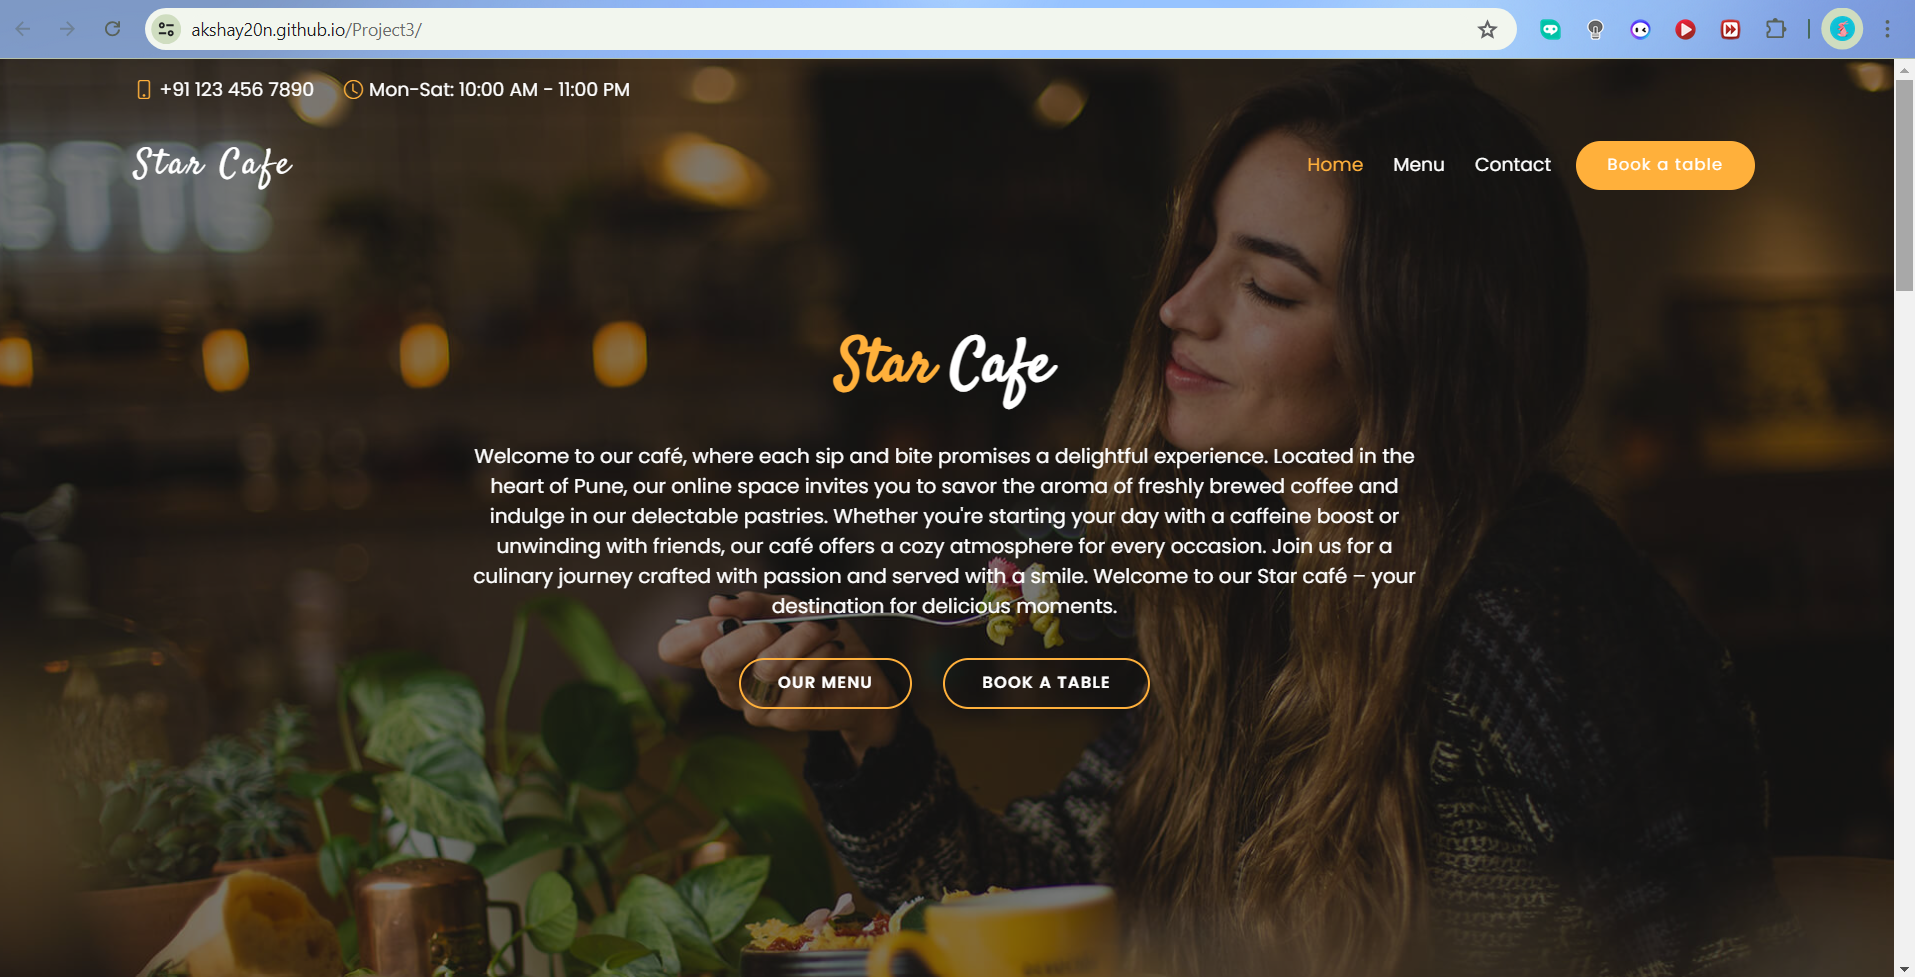 akshay20n.github.io/Project3/
+91 123 456 7890 Mon-Sat: 10:00 AM - 11:00 PM
Star Cafe
Home Menu Contact Book a table
Star Cafe
Welcome to our café, where each sip and bite promises a delightful experience. Located in the
heart of Pune, our online space invites you to savor the aroma of freshly brewed coffee and
indulge in our delectable pastries. Whether you're starting your day with a caffeine boost or
unwinding with friends, our café offers a cozy atmosphere for every occasion. Join us for a
culinary journey crafted with passion and served with a smile. Welcome to our Star café – your
destination for delicious moments.
OUR MENU BOOK A TABLE